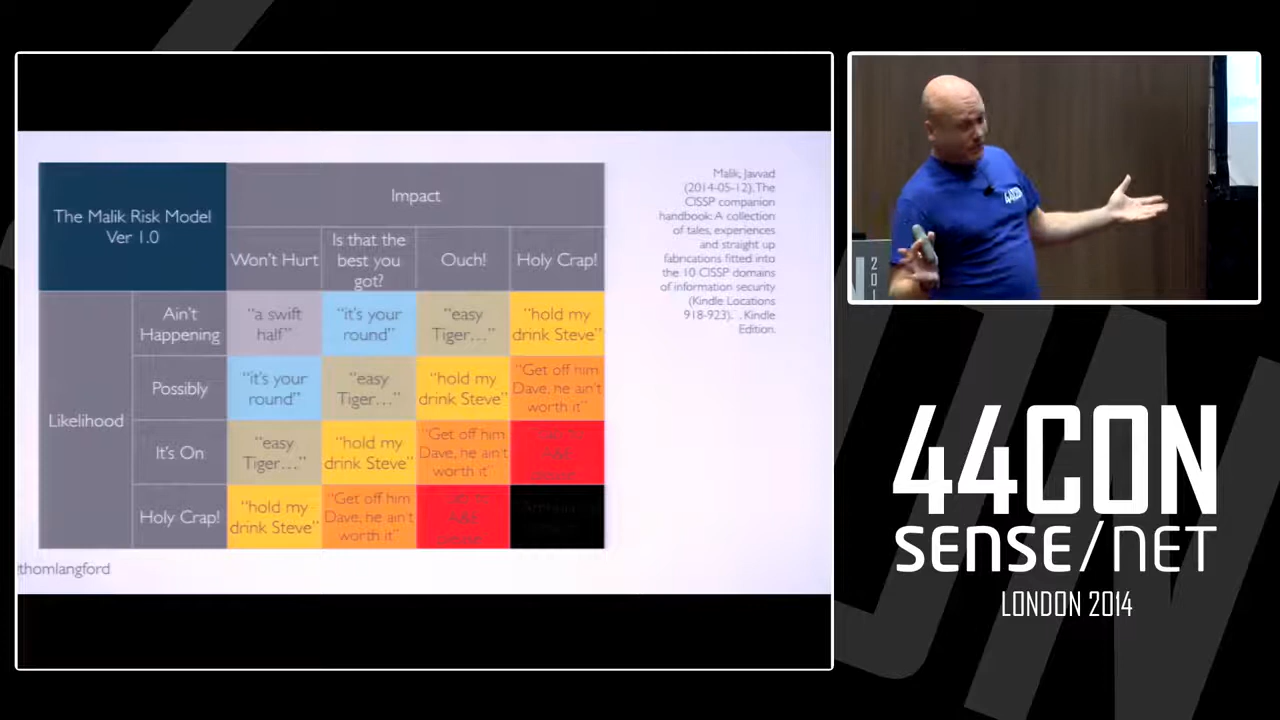 The Malik Risk Model
Ver 1.0
Impact
Won't Hurt
Is that the
best you
got?
Ouch!
Holy Crap!
Likelihood
Ain't
Happening
"a swift
half"
"it's your
round"
"easy
Tiger…"
"hold my
drink Steve"
Possibly
"it's your
round"
"easy
Tiger…"
"hold my
drink Steve"
"Get off him
Dave, he ain't
worth it"
It's On
"easy
Tiger…"
"hold my
drink Steve"
"Get off him
Dave, he ain't
worth it"
A&E
Holy Crap!
"hold my
drink Steve"
"Get off him
Dave, he ain't
worth it"
A&E
thomlangford
Malik, Javvad
(2014-05-12). The
CISSP companion
handbook: A collection
of tales, experiences
and straight up
fabrications fitted into
the 10 CISSP domains
of information security
(Kindle Locations
918-923). . Kindle
Edition.
44CON
N
201
44CON
SENSE/NET
LONDON 2014